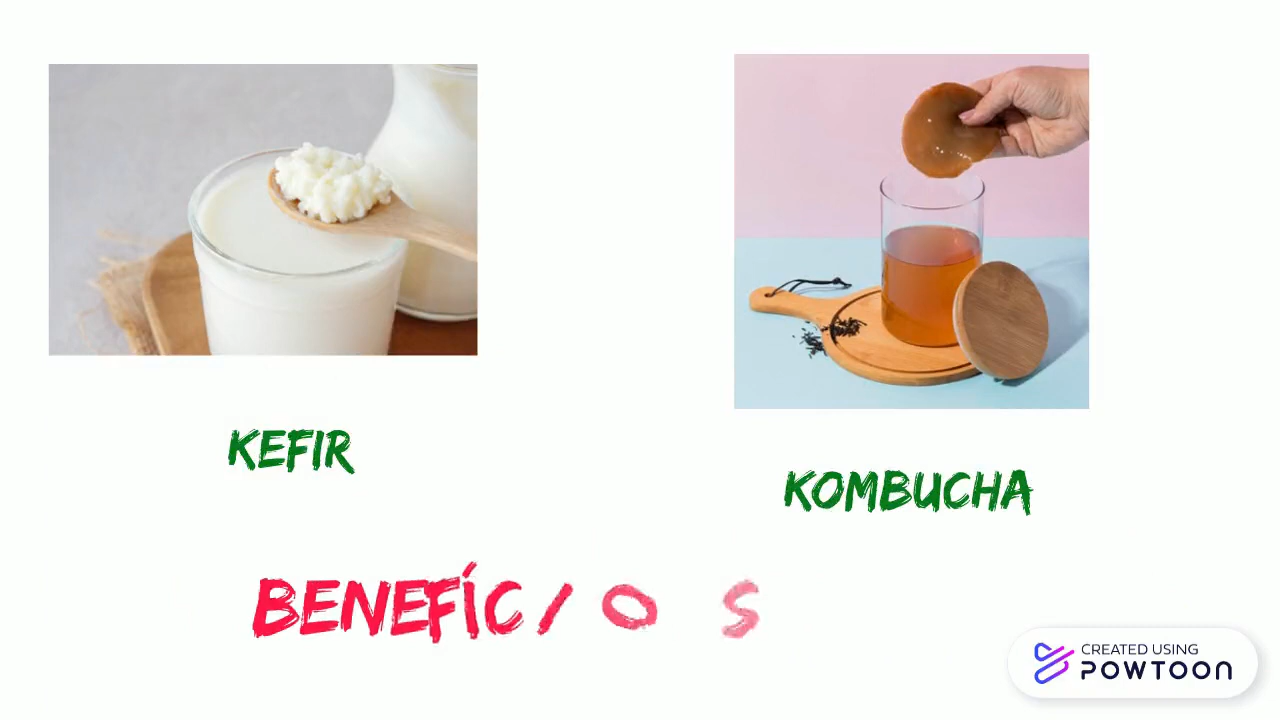 KEFIR
KOMBUCHA
BENEFÍCIOS
CREATED USING
POWTOON